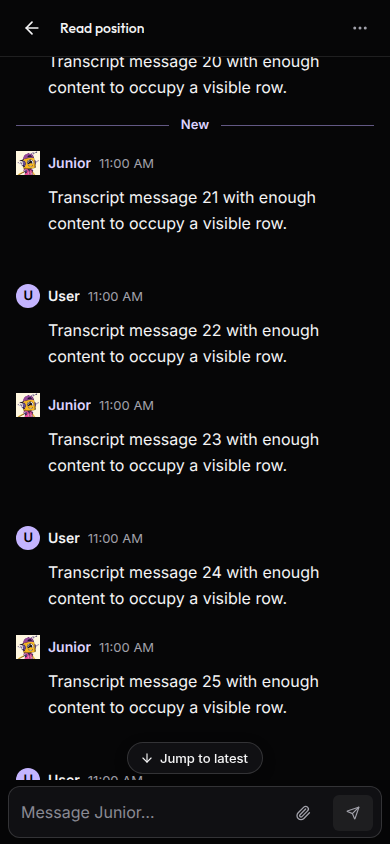 Read position
Transcript message 20 with enough
content to occupy a visible row.
New
Junior 11:00 AM
Transcript message 21 with enough
content to occupy a visible row.
U User 11:00 AM
Transcript message 22 with enough
content to occupy a visible row.
Junior 11:00 AM
Transcript message 23 with enough
content to occupy a visible row.
U User 11:00 AM
Transcript message 24 with enough
content to occupy a visible row.
Junior 11:00 AM
Transcript message 25 with enough
content to occupy a visible row.
Jump to latest
U User 11:00 AM
Message Junior...